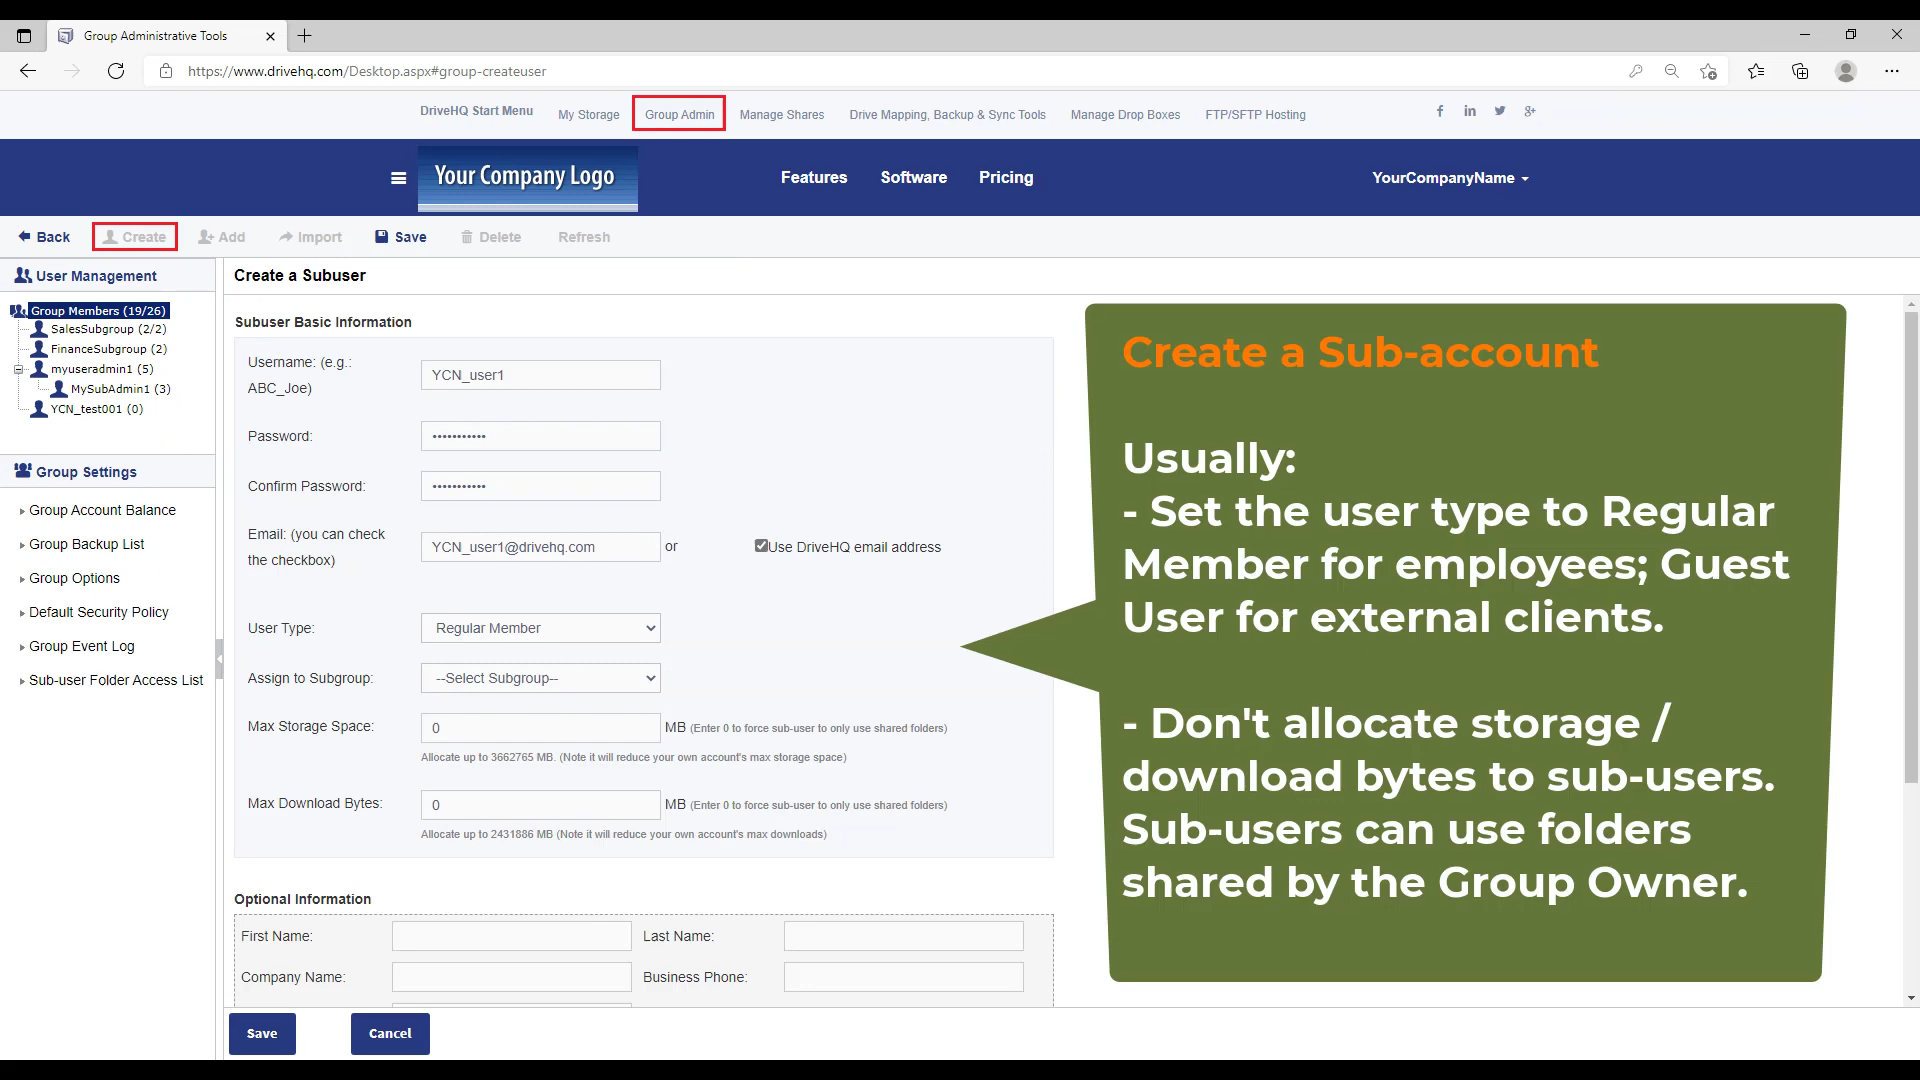 Group Administrative Tools
https://www.drivehq.com/Desktop.aspx#group-createuser
DriveHQ Start Menu
My Storage
Group Admin
Manage Shares
Drive Mapping, Backup & Sync Tools
Manage Drop Boxes
FTP/SFTP Hosting
Your Company Logo
Features
Software
Pricing
YourCompanyName
Back
Create
Add
Import
Save
Delete
Refresh
User Management
Group Members (19/26)
SalesSubgroup (2/2)
FinanceSubgroup (2)
myuseradmin1 (5)
MySubAdmin1 (3)
YCN_test001 (0)
Group Settings
Group Account Balance
Group Backup List
Group Options
Default Security Policy
Group Event Log
Sub-user Folder Access List
Create a Subuser
Subuser Basic Information
Username: (e.g.:
ABC_Joe)
YCN_user1
Password:
•••••••••••
Confirm Password:
•••••••••••
Email: (you can check
the checkbox)
YCN_user1@drivehq.com
or
Use DriveHQ email address
User Type:
Regular Member
Assign to Subgroup:
--Select Subgroup--
Max Storage Space:
0
MB (Enter 0 to force sub-user to only use shared folders)
Allocate up to 3662765 MB. (Note it will reduce your own account's max storage space)
Max Download Bytes:
0
MB (Enter 0 to force sub-user to only use shared folders)
Allocate up to 2431886 MB (Note it will reduce your own account's max downloads)
Optional Information
First Name:
Last Name:
Company Name:
Business Phone:
Save
Cancel
Create a Sub-account
Usually:
- Set the user type to Regular
Member for employees; Guest
User for external clients.
- Don't allocate storage /
download bytes to sub-users.
Sub-users can use folders
shared by the Group Owner.